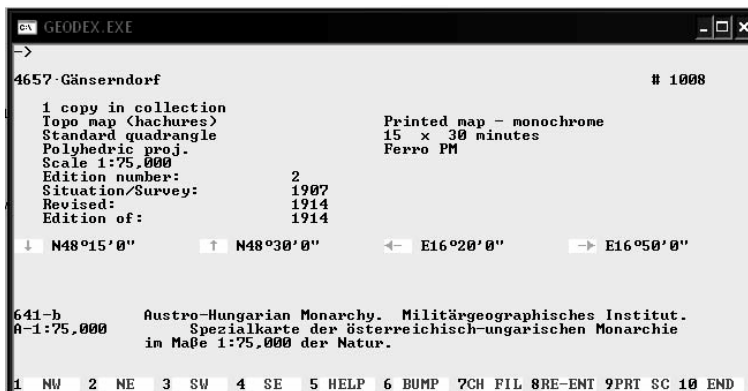 GEODEX.EXE
->
4657·Gänserndorf # 1008
1 copy in collection
Topo map (hachures) Printed map - monochrome
Standard quadrangle 15 x 30 minutes
Polyhedric proj. Ferro PM
Scale 1:75,000
Edition number: 2
Situation/Survey: 1907
Revised: 1914
Edition of: 1914
↓ N48°15'0" ↑ N48°30'0" ← E16°20'0" → E16°50'0"
641-b Austro-Hungarian Monarchy. Militärgeographisches Institut.
A-1:75,000 Spezialkarte der österreichisch-ungarischen Monarchie
im Maße 1:75,000 der Natur.
1 NW 2 NE 3 SW 4 SE 5 HELP 6 BUMP 7CH FIL 8RE-ENT 9PRT SC 10 END